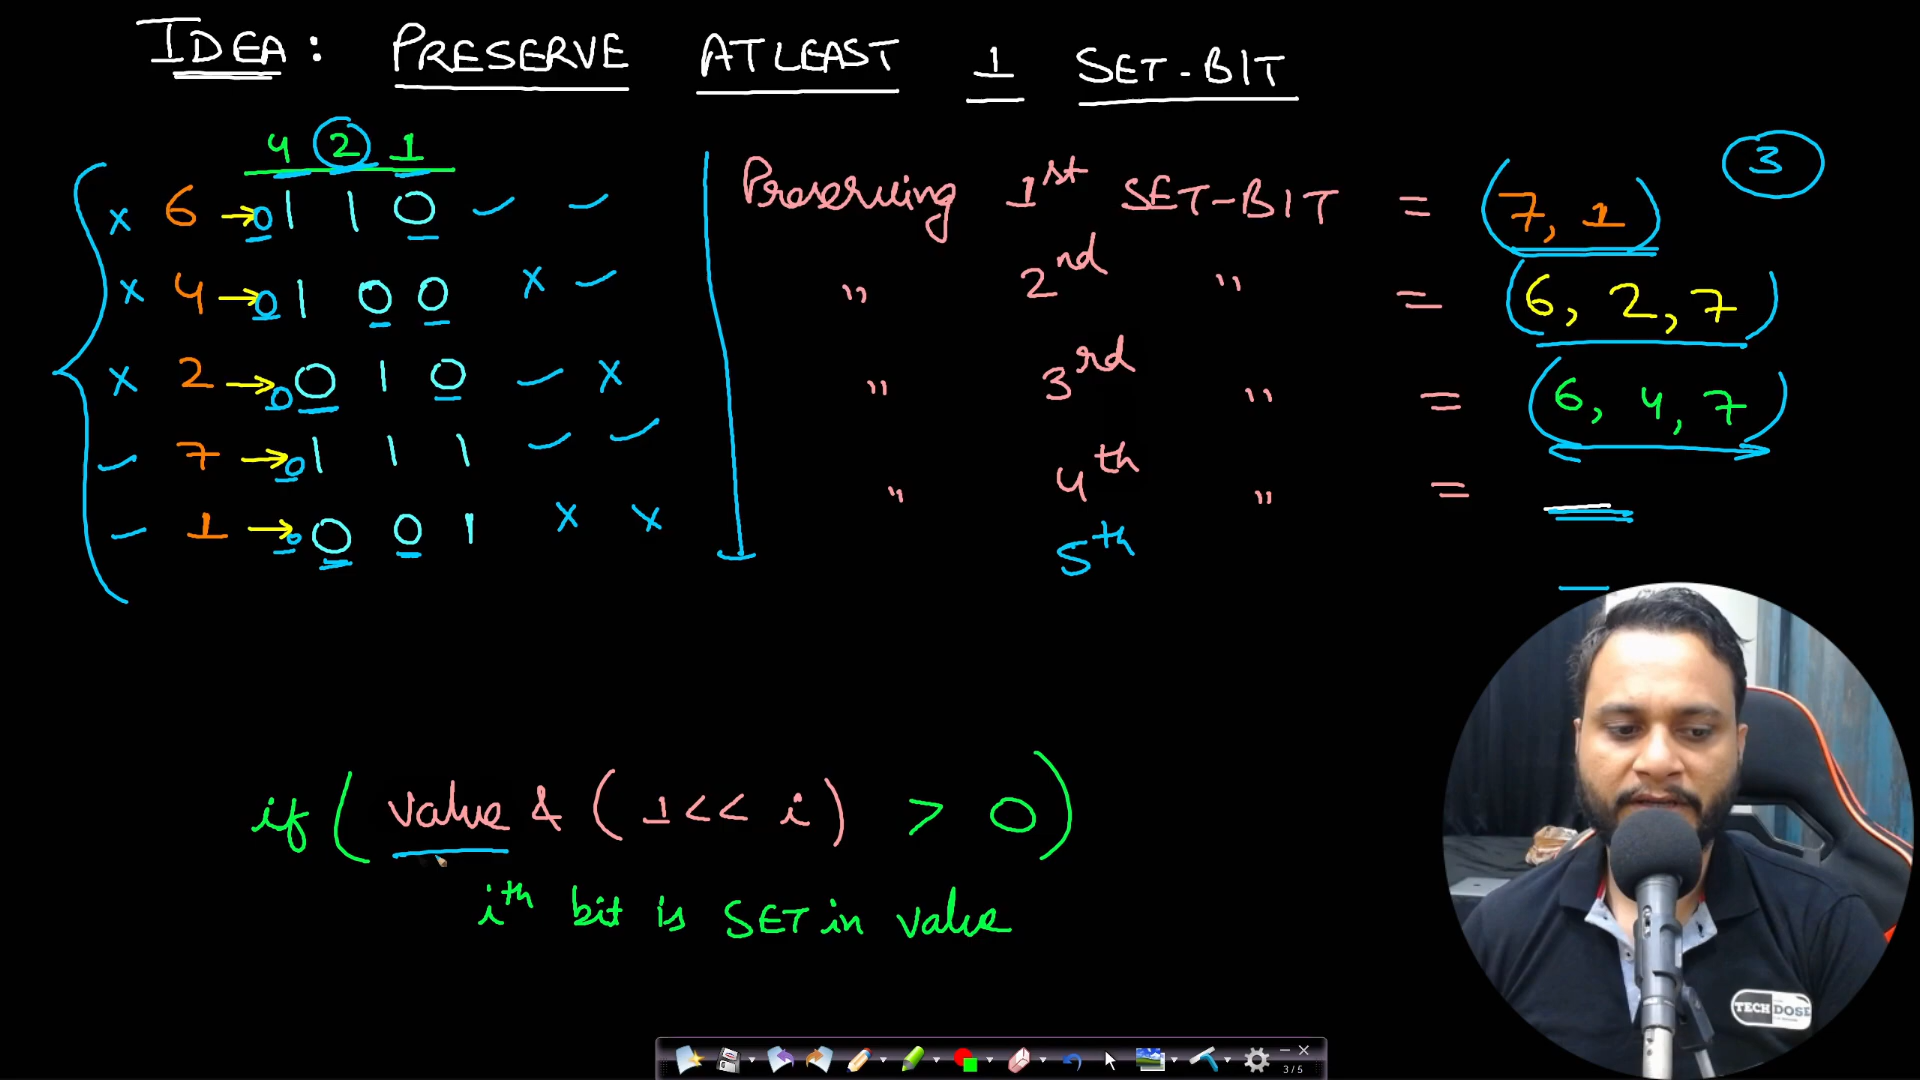 IDEA: PRESERVE ATLEAST 1 SET-BIT
4 2 1
x 6 → 0 1 1 0 ✓ ✓
x 4 → 0 1 0 0 x ✓
x 2 → 0 0 1 0 ✓ x
✓ 7 → 0 1 1 1 ✓ ✓
✓ 1 → 0 0 0 1 x x
3
Preserving 1st SET-BIT = (7, 1)
" 2nd " = (6, 2, 7)
" 3rd " = (6, 4, 7)
" 4th " =
5th
if ( value & (1<< i) > 0 )
ith bit is SET in value
TECH DOSE
3/5